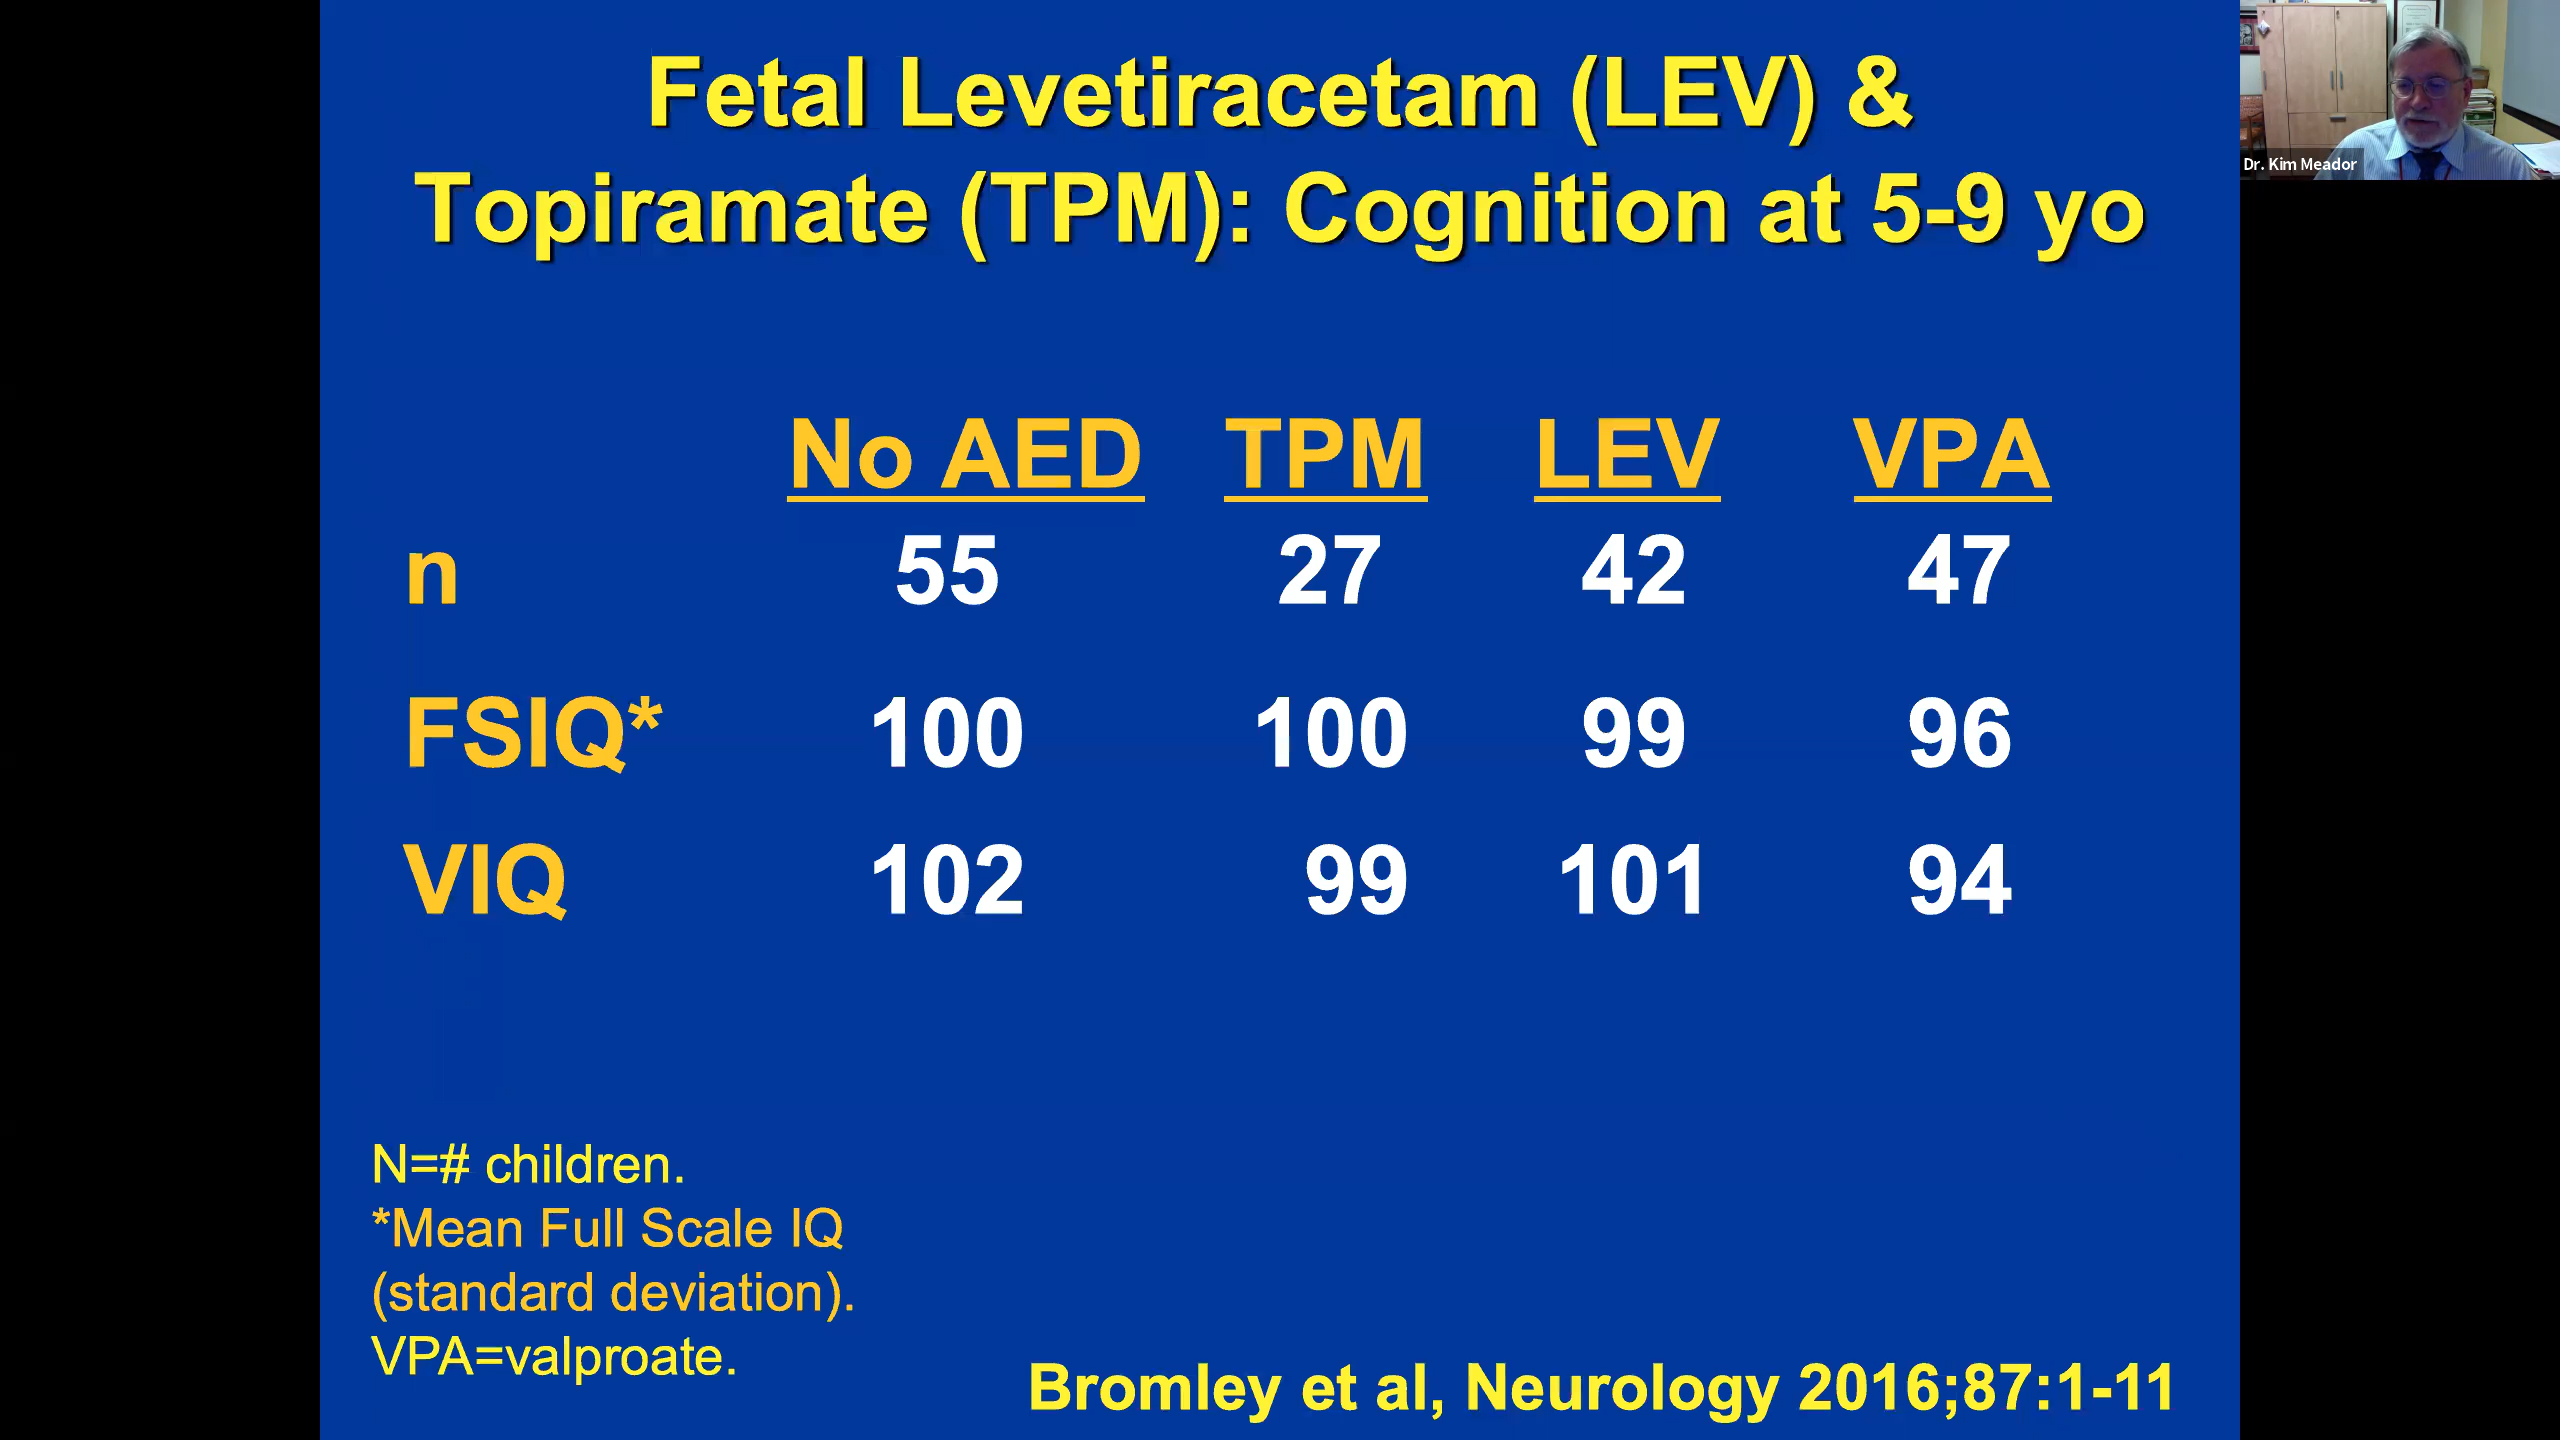 Fetal Levetiracetam (LEV) &
Topiramate (TPM): Cognition at 5-9 yo
No AED TPM LEV VPA
n 55 27 42 47
FSIQ* 100 100 99 96
VIQ 102 99 101 94
N=# children.
*Mean Full Scale IQ
(standard deviation).
VPA=valproate.
Bromley et al, Neurology 2016;87:1-11
Dr. Kim Meador